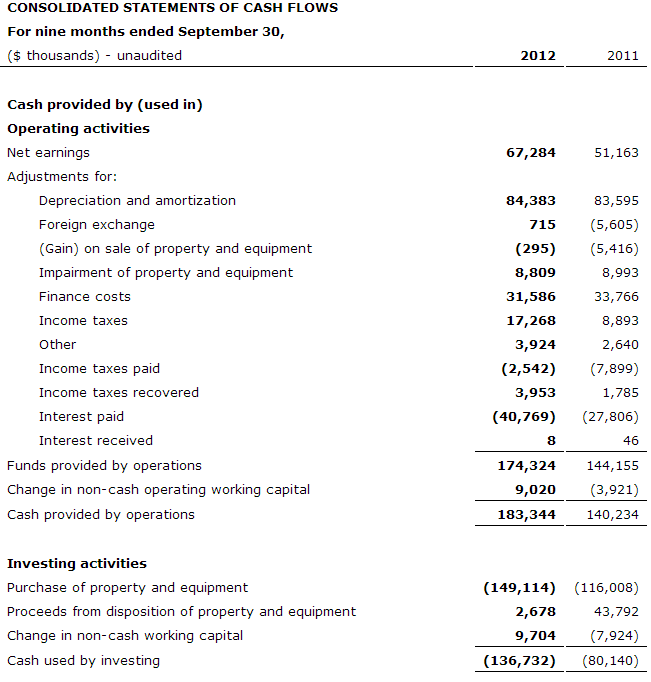 CONSOLIDATED STATEMENTS OF CASH FLOWS
For nine months ended September 30,
($ thousands) - unaudited 2012 2011
Cash provided by (used in)
Operating activities
Net earnings 67,284 51,163
Adjustments for:
Depreciation and amortization 84,383 83,595
Foreign exchange 715 (5,605)
(Gain) on sale of property and equipment (295) (5,416)
Impairment of property and equipment 8,809 8,993
Finance costs 31,586 33,766
Income taxes 17,268 8,893
Other 3,924 2,640
Income taxes paid (2,542) (7,899)
Income taxes recovered 3,953 1,785
Interest paid (40,769) (27,806)
Interest received 8 46
Funds provided by operations 174,324 144,155
Change in non-cash operating working capital 9,020 (3,921)
Cash provided by operations 183,344 140,234
Investing activities
Purchase of property and equipment (149,114) (116,008)
Proceeds from disposition of property and equipment 2,678 43,792
Change in non-cash working capital 9,704 (7,924)
Cash used by investing (136,732) (80,140)